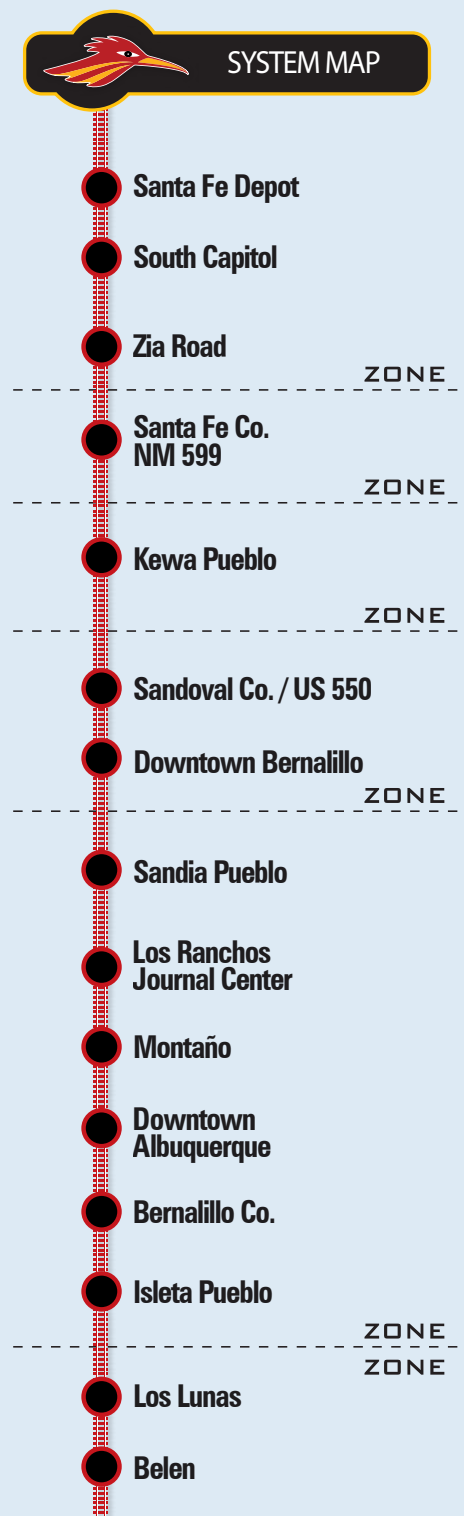 SYSTEM MAP
Santa Fe Depot
South Capitol
Zia Road
ZONE
Santa Fe Co.
NM 599
ZONE
Kewa Pueblo
ZONE
Sandoval Co. / US 550
Downtown Bernalillo
ZONE
Sandia Pueblo
Los Ranchos
Journal Center
Montaño
Downtown
Albuquerque
Bernalillo Co.
Isleta Pueblo
ZONE
ZONE
Los Lunas
Belen